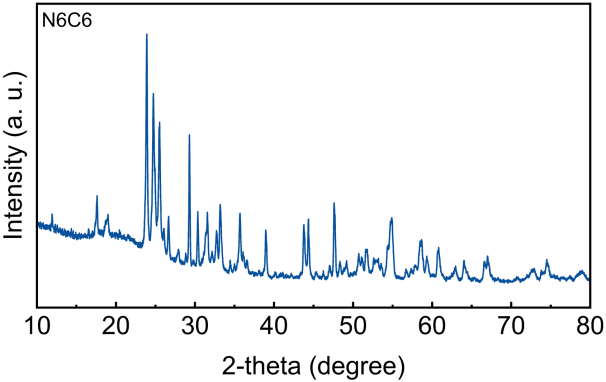 N6C6
Intensity (a. u.)
10 20 30 40 50 60 70 80
2-theta (degree)